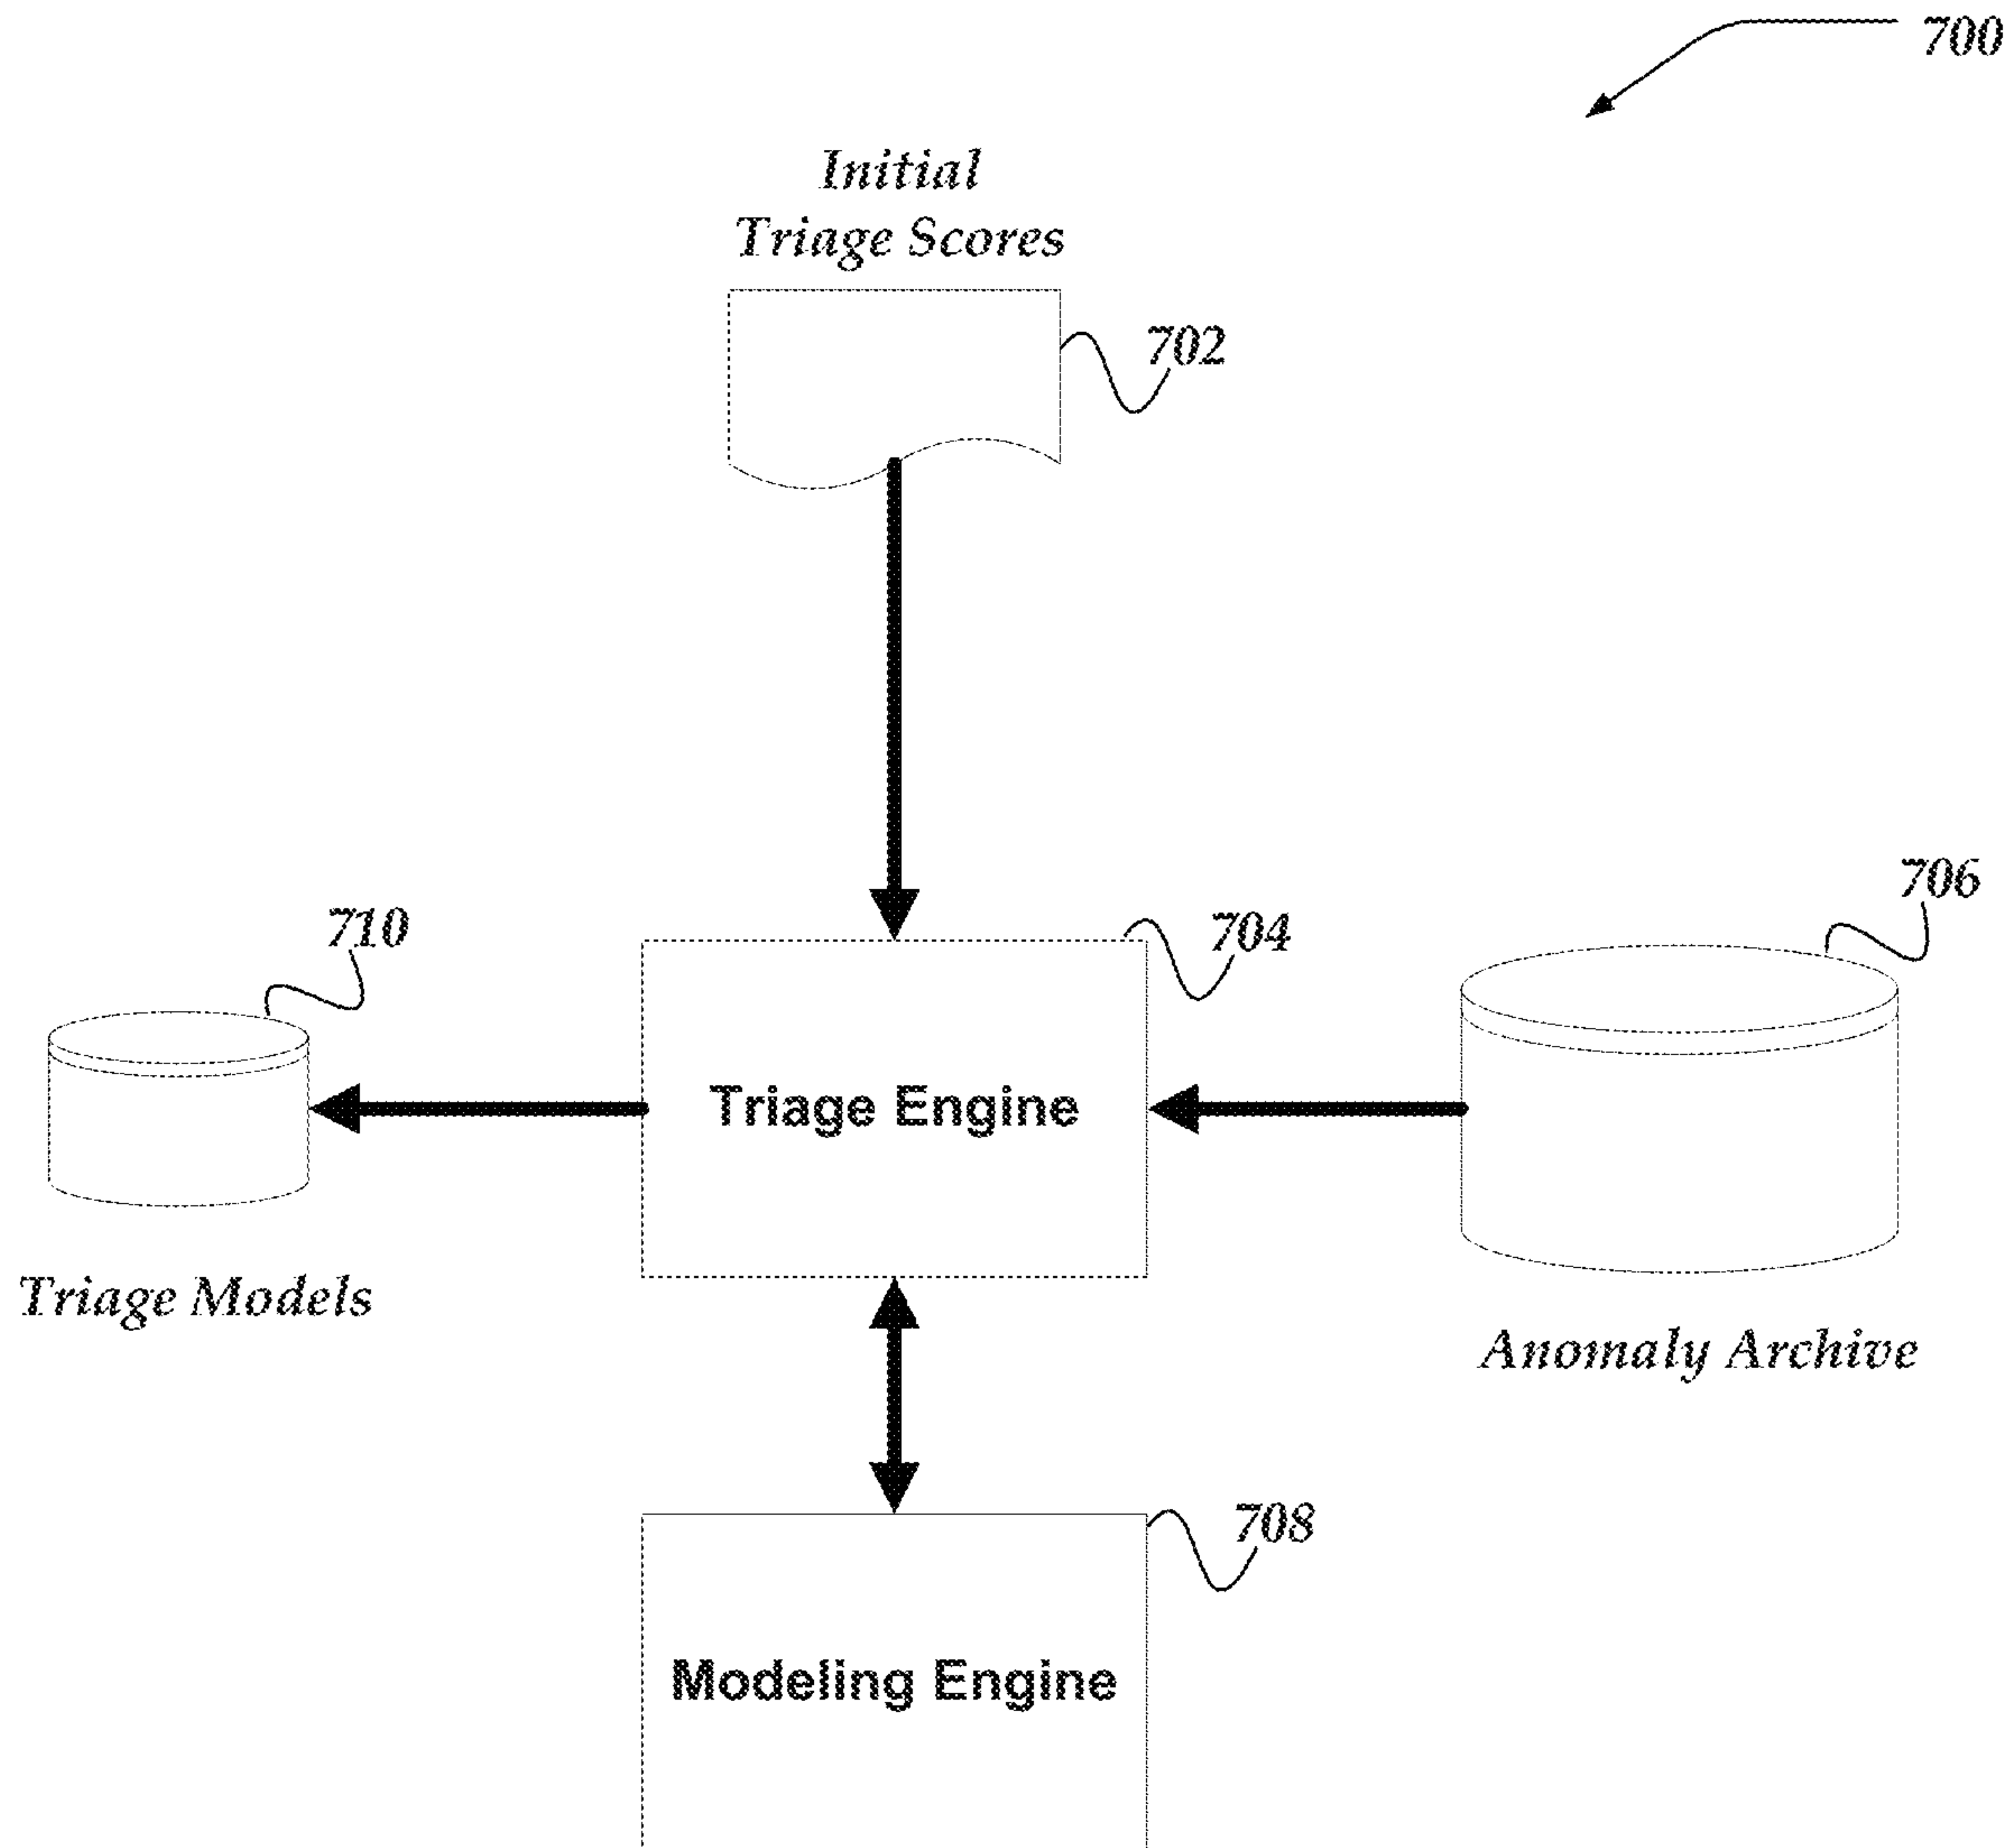 700
Initial
Triage Scores
702
706
710
704
Triage Engine
Triage Models
Anomaly Archive
708
Modeling Engine